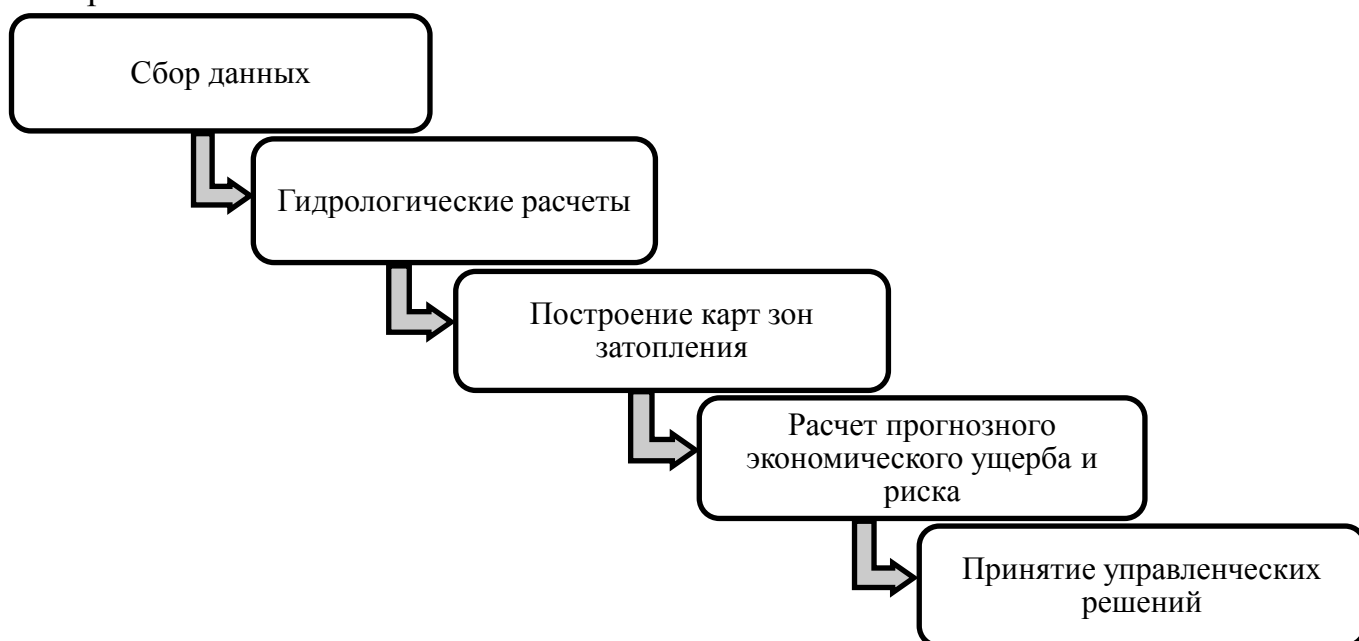 Сбор данных
Гидрологические расчеты
Построение карт зон
затопления
Расчет прогнозного
экономического ущерба и
риска
Принятие управленческих
решений